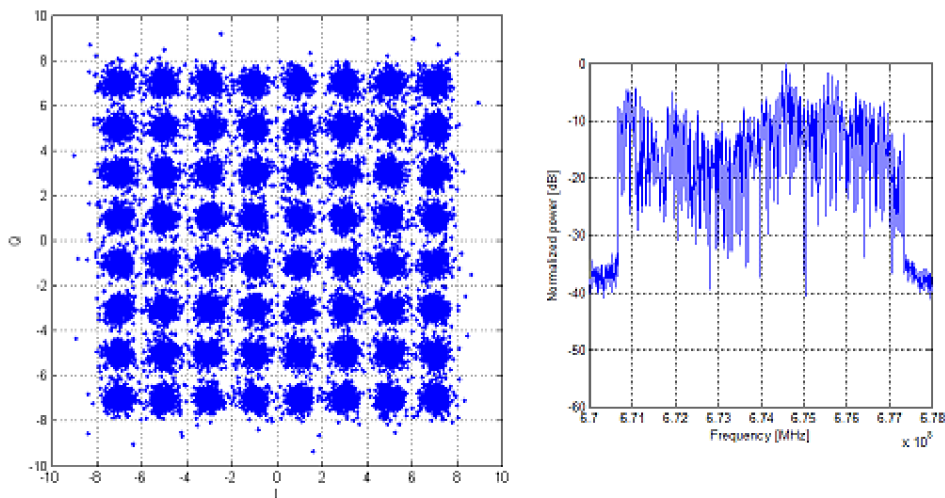 10
8
6
4
2
0
-2
-4
-6
-8
-10
Q
-10 -8 -6 -4 -2 0 2 4 6 8 10
I
0
-10
-20
-30
-40
-50
-60
Normalized power [dB]
6.7 6.71 6.72 6.73 6.74 6.75 6.76 6.77 6.78
Frequency [MHz]
x 10⁸